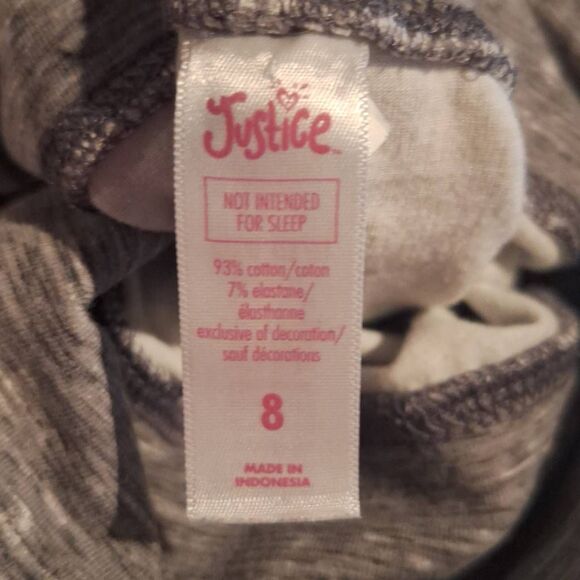 Justice™
NOT INTENDED
FOR SLEEP
93% cotton/coton
7% elastane/
élasthanne
exclusive of decoration/
sauf décorations
8
MADE IN
INDONESIA